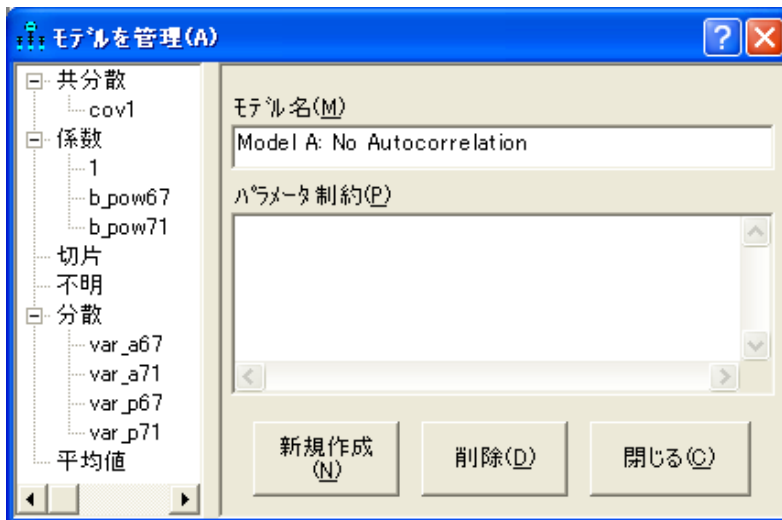 モデルを管理(A)
共分散
cov1
係数
1
b_pow67
b_pow71
切片
不明
分散
var_a67
var_a71
var_p67
var_p71
平均値
モデル名(M)
Model A: No Autocorrelation
パラメータ制約(P)
新規作成
(N)
削除(D)
閉じる(C)